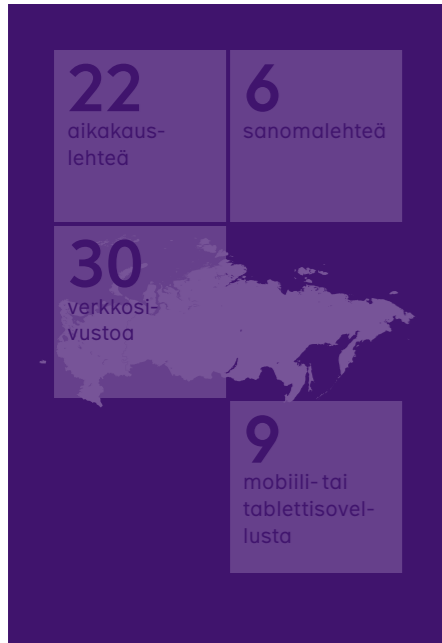 22
aikakaus-
lehteä
6
sanomalehteä
30
verkkosi-
vustoa
9
mobiili- tai
tablettisovel-
lusta